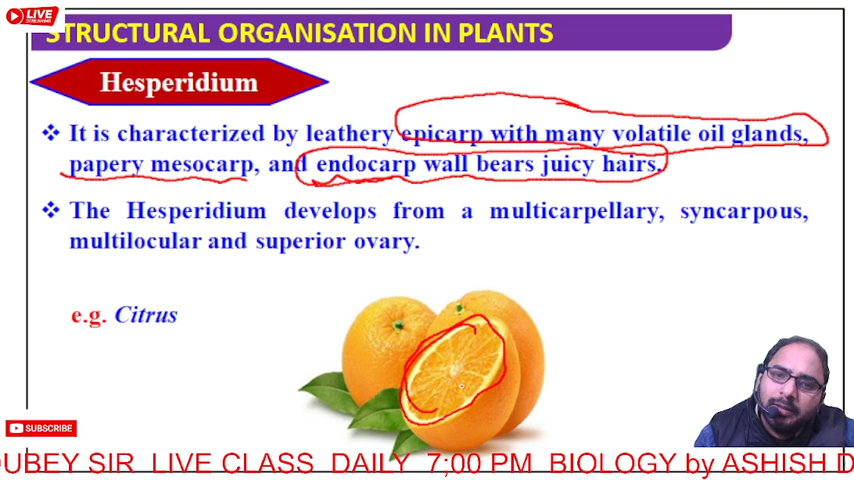 LIVE
STREAMING
STRUCTURAL ORGANISATION IN PLANTS
Hesperidium
❖ It is characterized by leathery epicarp with many volatile oil glands,
papery mesocarp, and endocarp wall bears juicy hairs.
❖ The Hesperidium develops from a multicarpellary, syncarpous,
multilocular and superior ovary.
e.g. Citrus
SUBSCRIBE
DUBEY SIR LIVE CLASS DAILY 7;00 PM BIOLOGY by ASHISH D